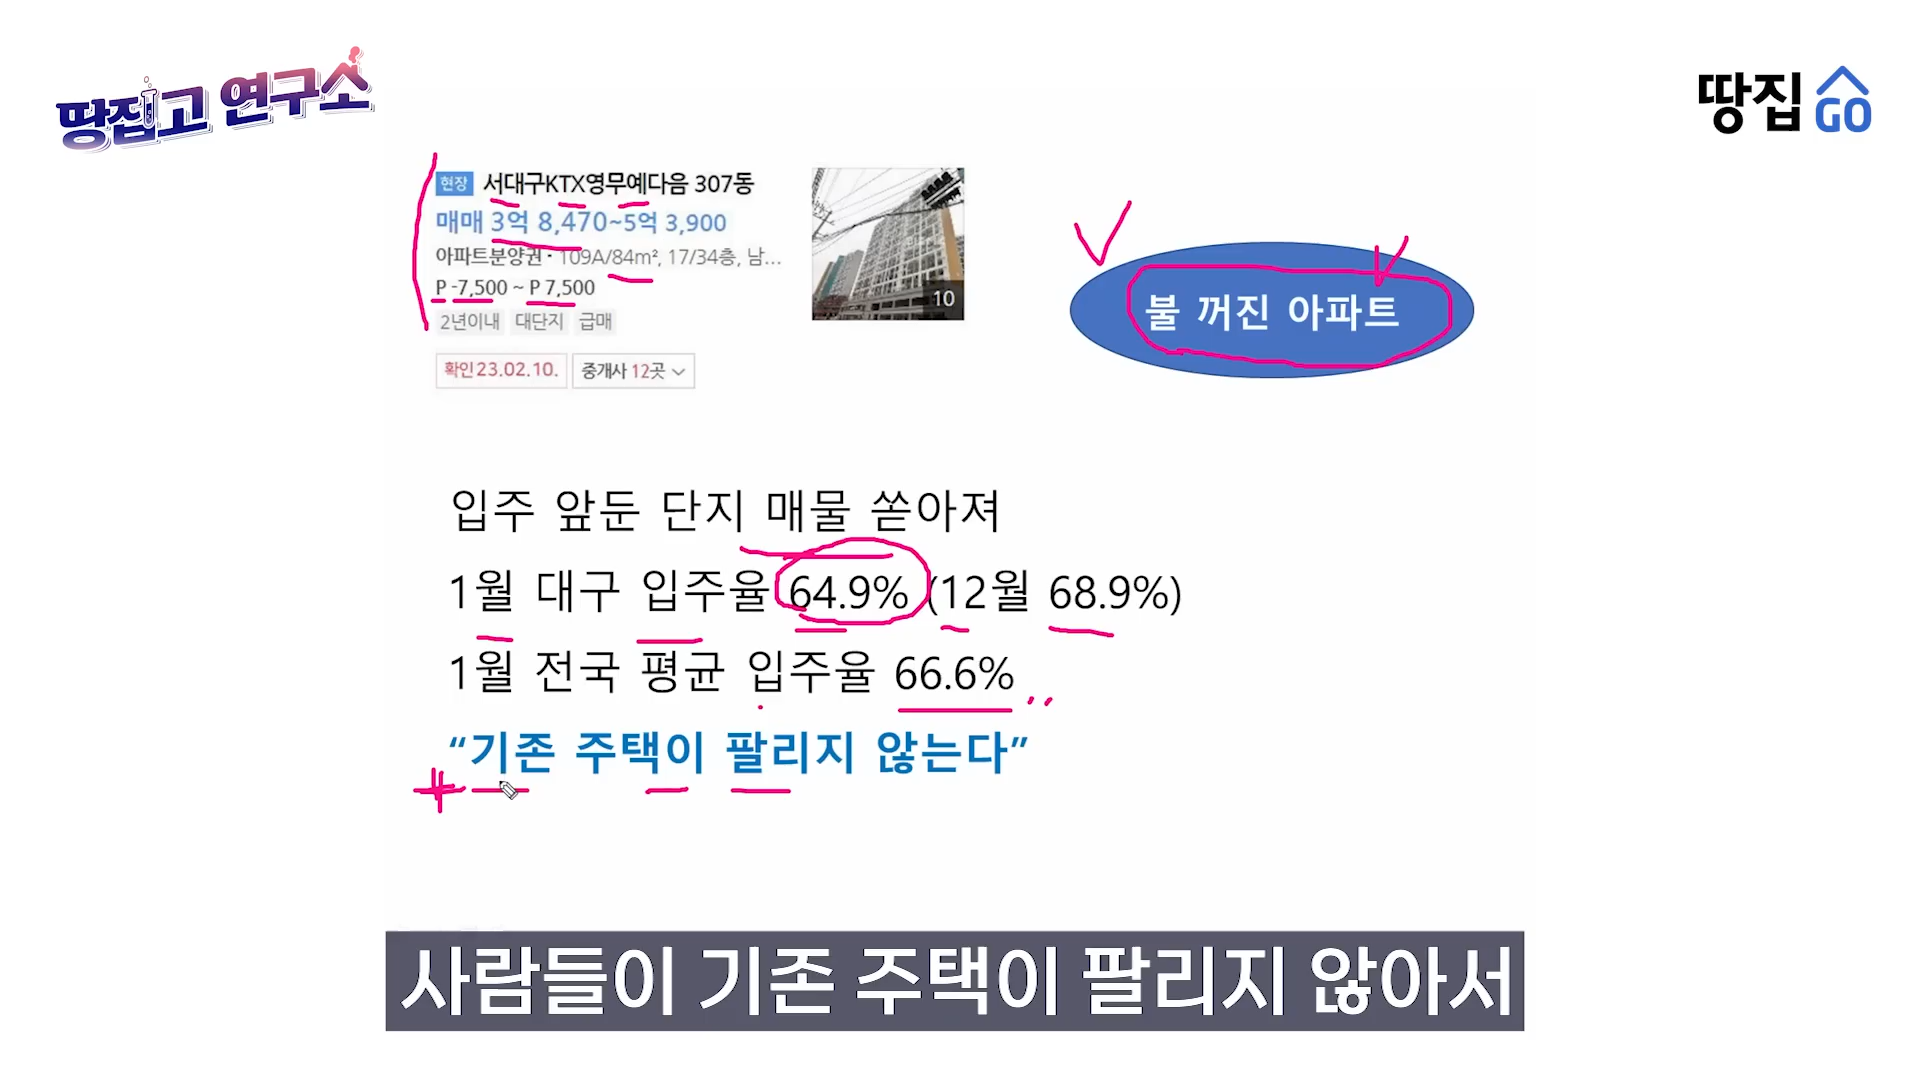 땅집고 연구소
땅집GO
현장 서대구KTX영무예다음 307동
매매 3억 8,470~5억 3,900
아파트분양권 · 109A/84m², 17/34층, 남...
P -7,500 ~ P 7,500
2년이내 대단지 급매
확인 23.02.10. 중개사 12곳
10
불 꺼진 아파트
입주 앞둔 단지 매물 쏟아져
1월 대구 입주율 64.9% (12월 68.9%)
1월 전국 평균 입주율 66.6%
“기존 주택이 팔리지 않는다”
사람들이 기존 주택이 팔리지 않아서